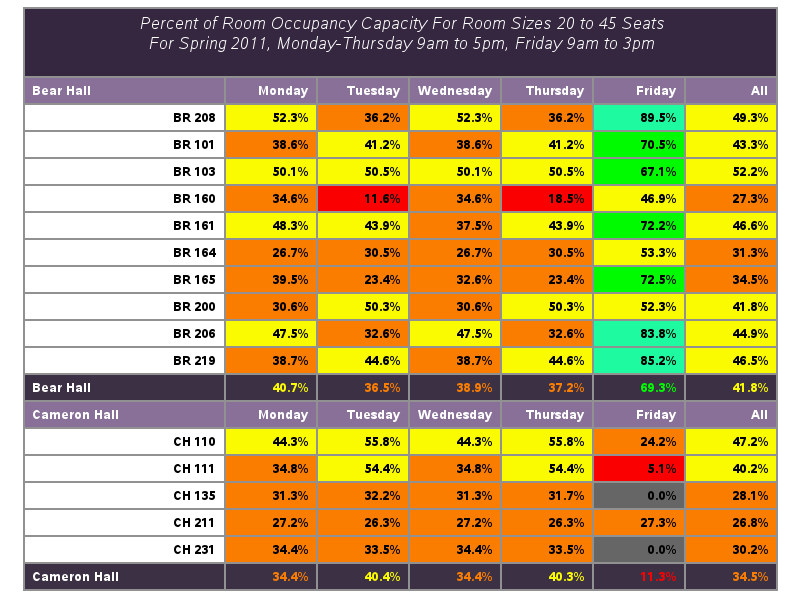 Percent of Room Occupancy Capacity For Room Sizes 20 to 45 Seats
For Spring 2011, Monday-Thursday 9am to 5pm, Friday 9am to 3pm
Bear Hall Monday Tuesday Wednesday Thursday Friday All
BR 208 52.3% 36.2% 52.3% 36.2% 89.5% 49.3%
BR 101 38.6% 41.2% 38.6% 41.2% 70.5% 43.3%
BR 103 50.1% 50.5% 50.1% 50.5% 67.1% 52.2%
BR 160 34.6% 11.6% 34.6% 18.5% 46.9% 27.3%
BR 161 48.3% 43.9% 37.5% 43.9% 72.2% 46.6%
BR 164 26.7% 30.5% 26.7% 30.5% 53.3% 31.3%
BR 165 39.5% 23.4% 32.6% 23.4% 72.5% 34.5%
BR 200 30.6% 50.3% 30.6% 50.3% 52.3% 41.8%
BR 206 47.5% 32.6% 47.5% 32.6% 83.8% 44.9%
BR 219 38.7% 44.6% 38.7% 44.6% 85.2% 46.5%
Bear Hall 40.7% 36.5% 38.9% 37.2% 69.3% 41.8%
Cameron Hall Monday Tuesday Wednesday Thursday Friday All
CH 110 44.3% 55.8% 44.3% 55.8% 24.2% 47.2%
CH 111 34.8% 54.4% 34.8% 54.4% 5.1% 40.2%
CH 135 31.3% 32.2% 31.3% 31.7% 0.0% 28.1%
CH 211 27.2% 26.3% 27.2% 26.3% 27.3% 26.8%
CH 231 34.4% 33.5% 34.4% 33.5% 0.0% 30.2%
Cameron Hall 34.4% 40.4% 34.4% 40.3% 11.3% 34.5%